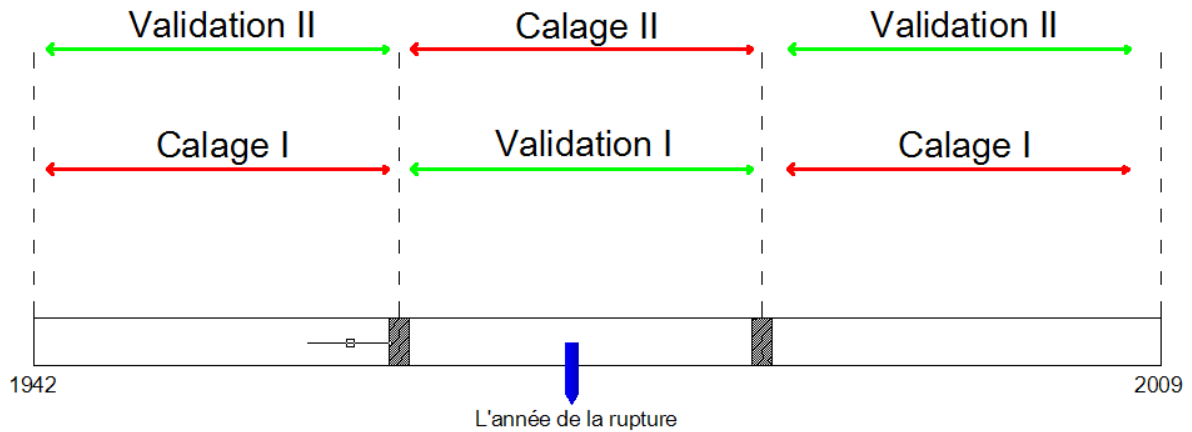 Validation II
Calage II
Validation II
Calage I
Validation I
Calage I
1942
2009
L'année de la rupture